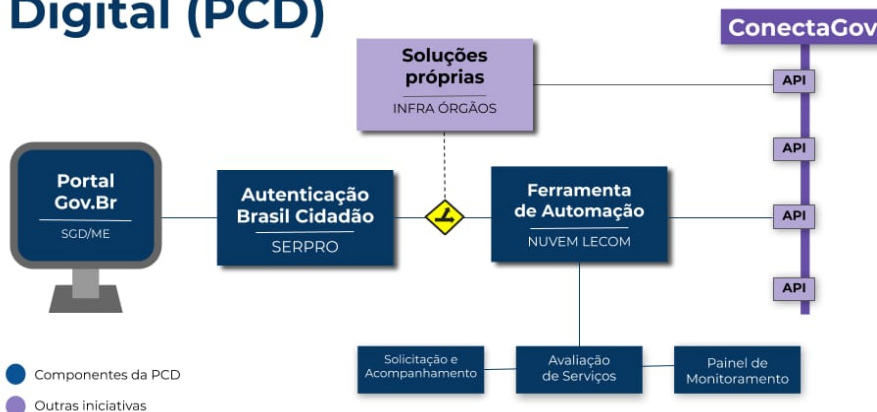 Digital (PCD)
ConectaGov
Soluções
próprias
INFRA ÓRGÃOS
API
API
Portal
Gov.Br
SGD/ME
Autenticação
Brasil Cidadão
SERPRO
Ferramenta
de Automação
NUVEM LECOM
API
API
Solicitação e
Acompanhamento
Avaliação
de Serviços
Painel de
Monitoramento
Componentes da PCD
Outras iniciativas